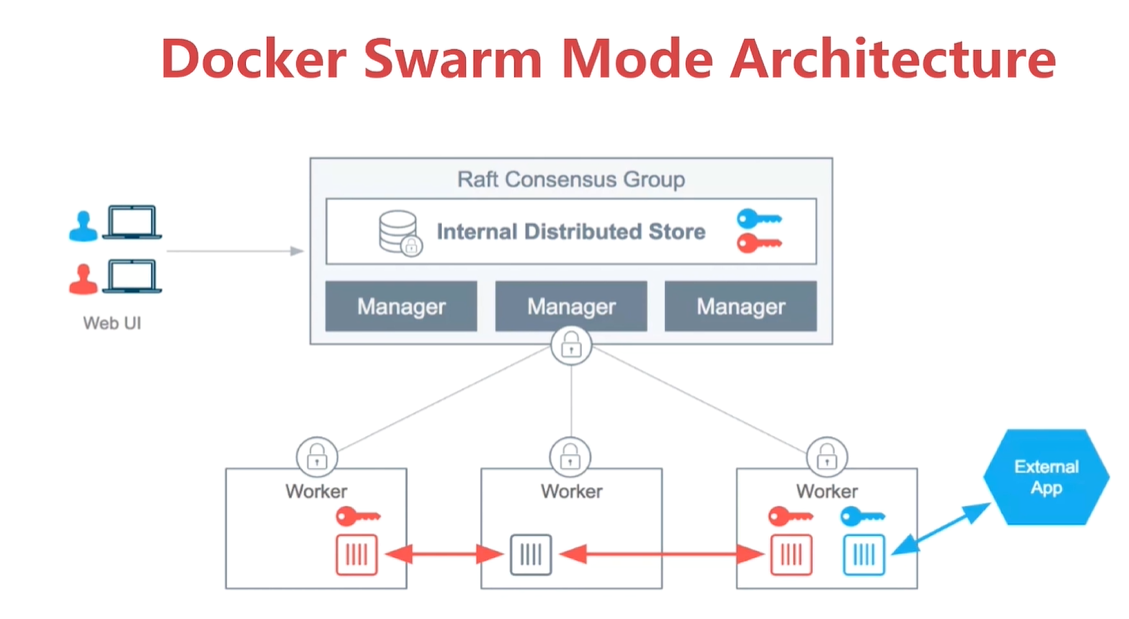 Docker Swarm Mode Architecture
Raft Consensus Group
Internal Distributed Store
Manager
Manager
Manager
Web UI
Worker
Worker
Worker
External
App